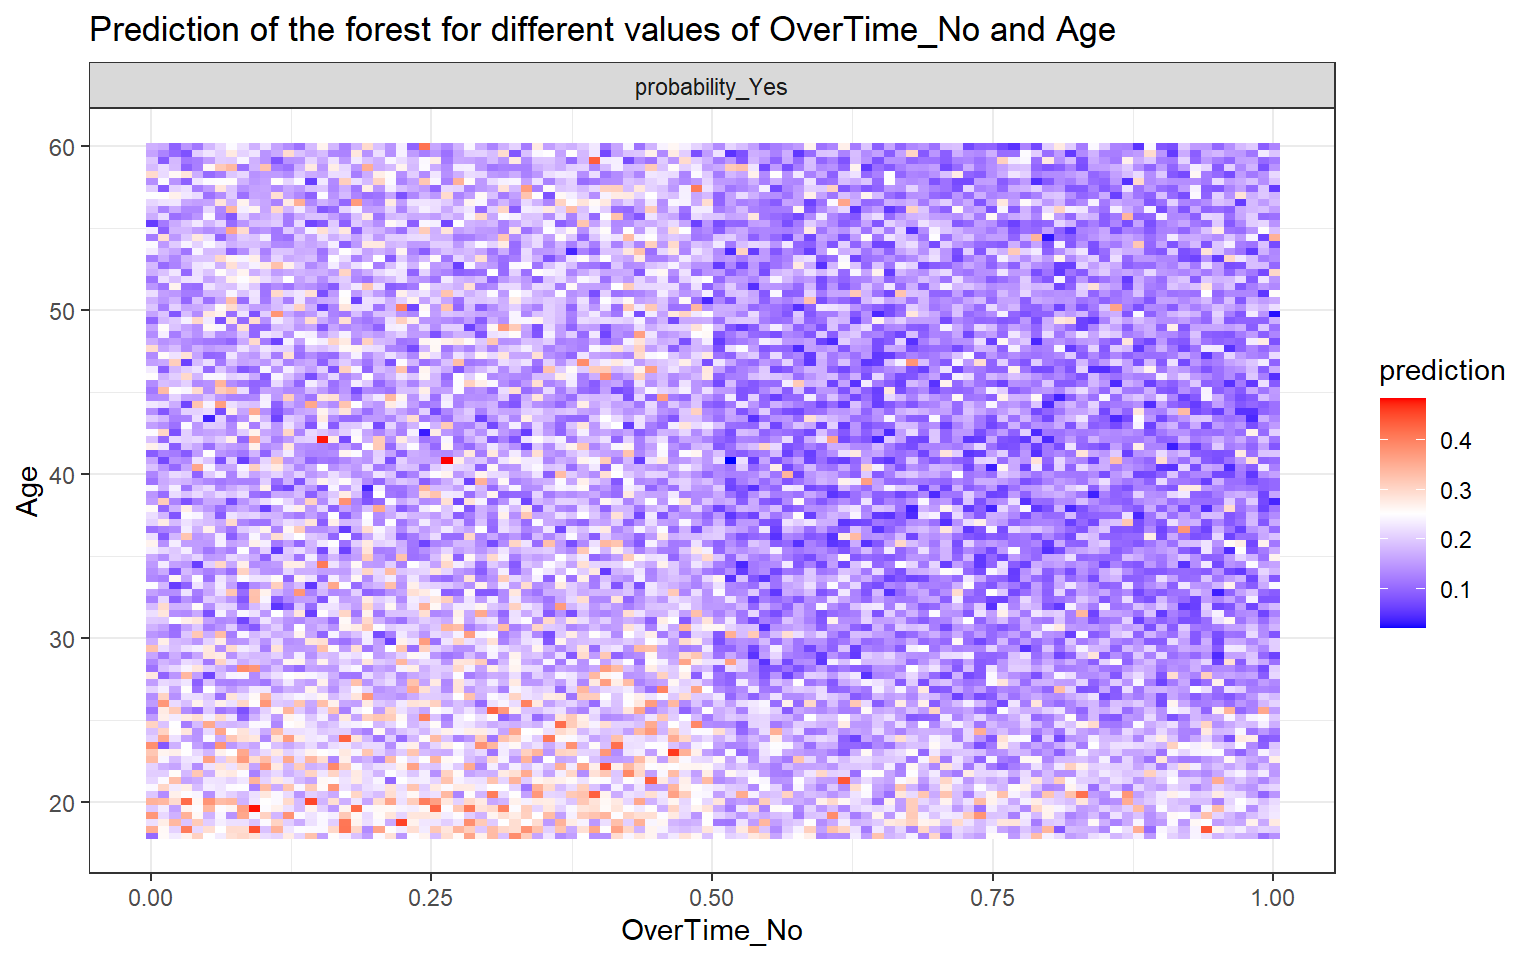 Prediction of the forest for different values of OverTime_No and Age
probability_Yes
60
50
40
30
20
Age
0.00
0.25
0.50
0.75
1.00
OverTime_No
prediction
0.4
0.3
0.2
0.1